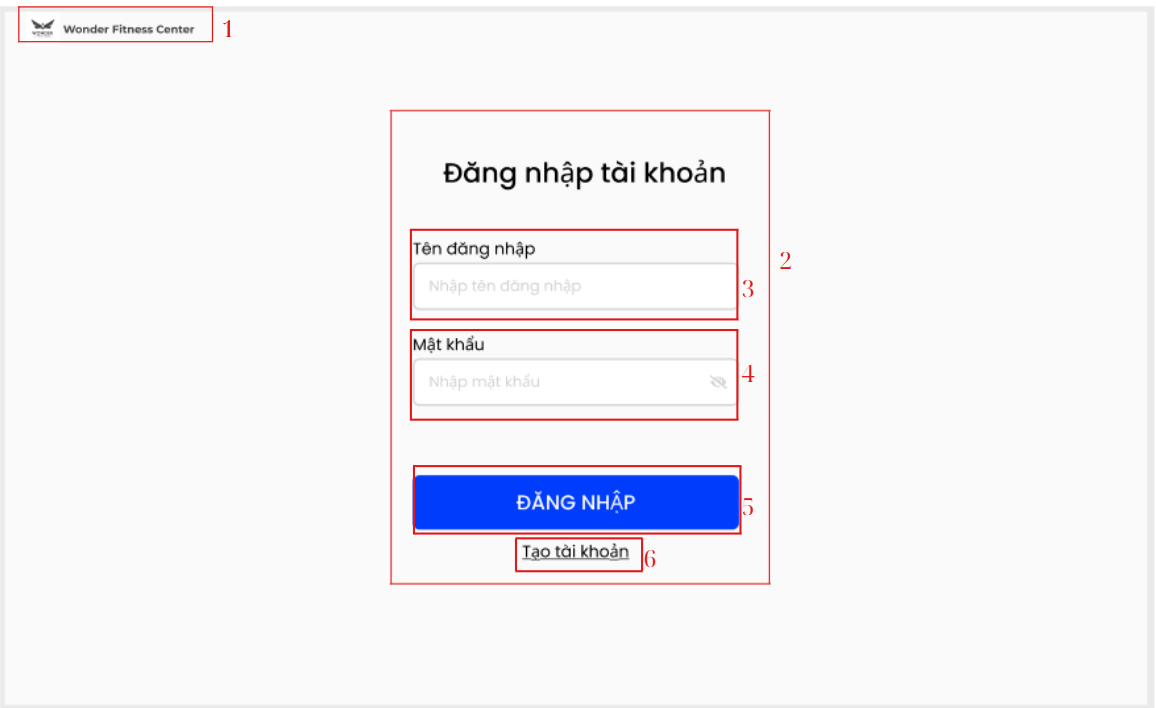 Wonder Fitness Center
1
Đăng nhập tài khoản
2
Tên đăng nhập
Nhập tên đăng nhập
3
Mật khẩu
Nhập mật khẩu
4
ĐĂNG NHẬP
5
Tạo tài khoản
6